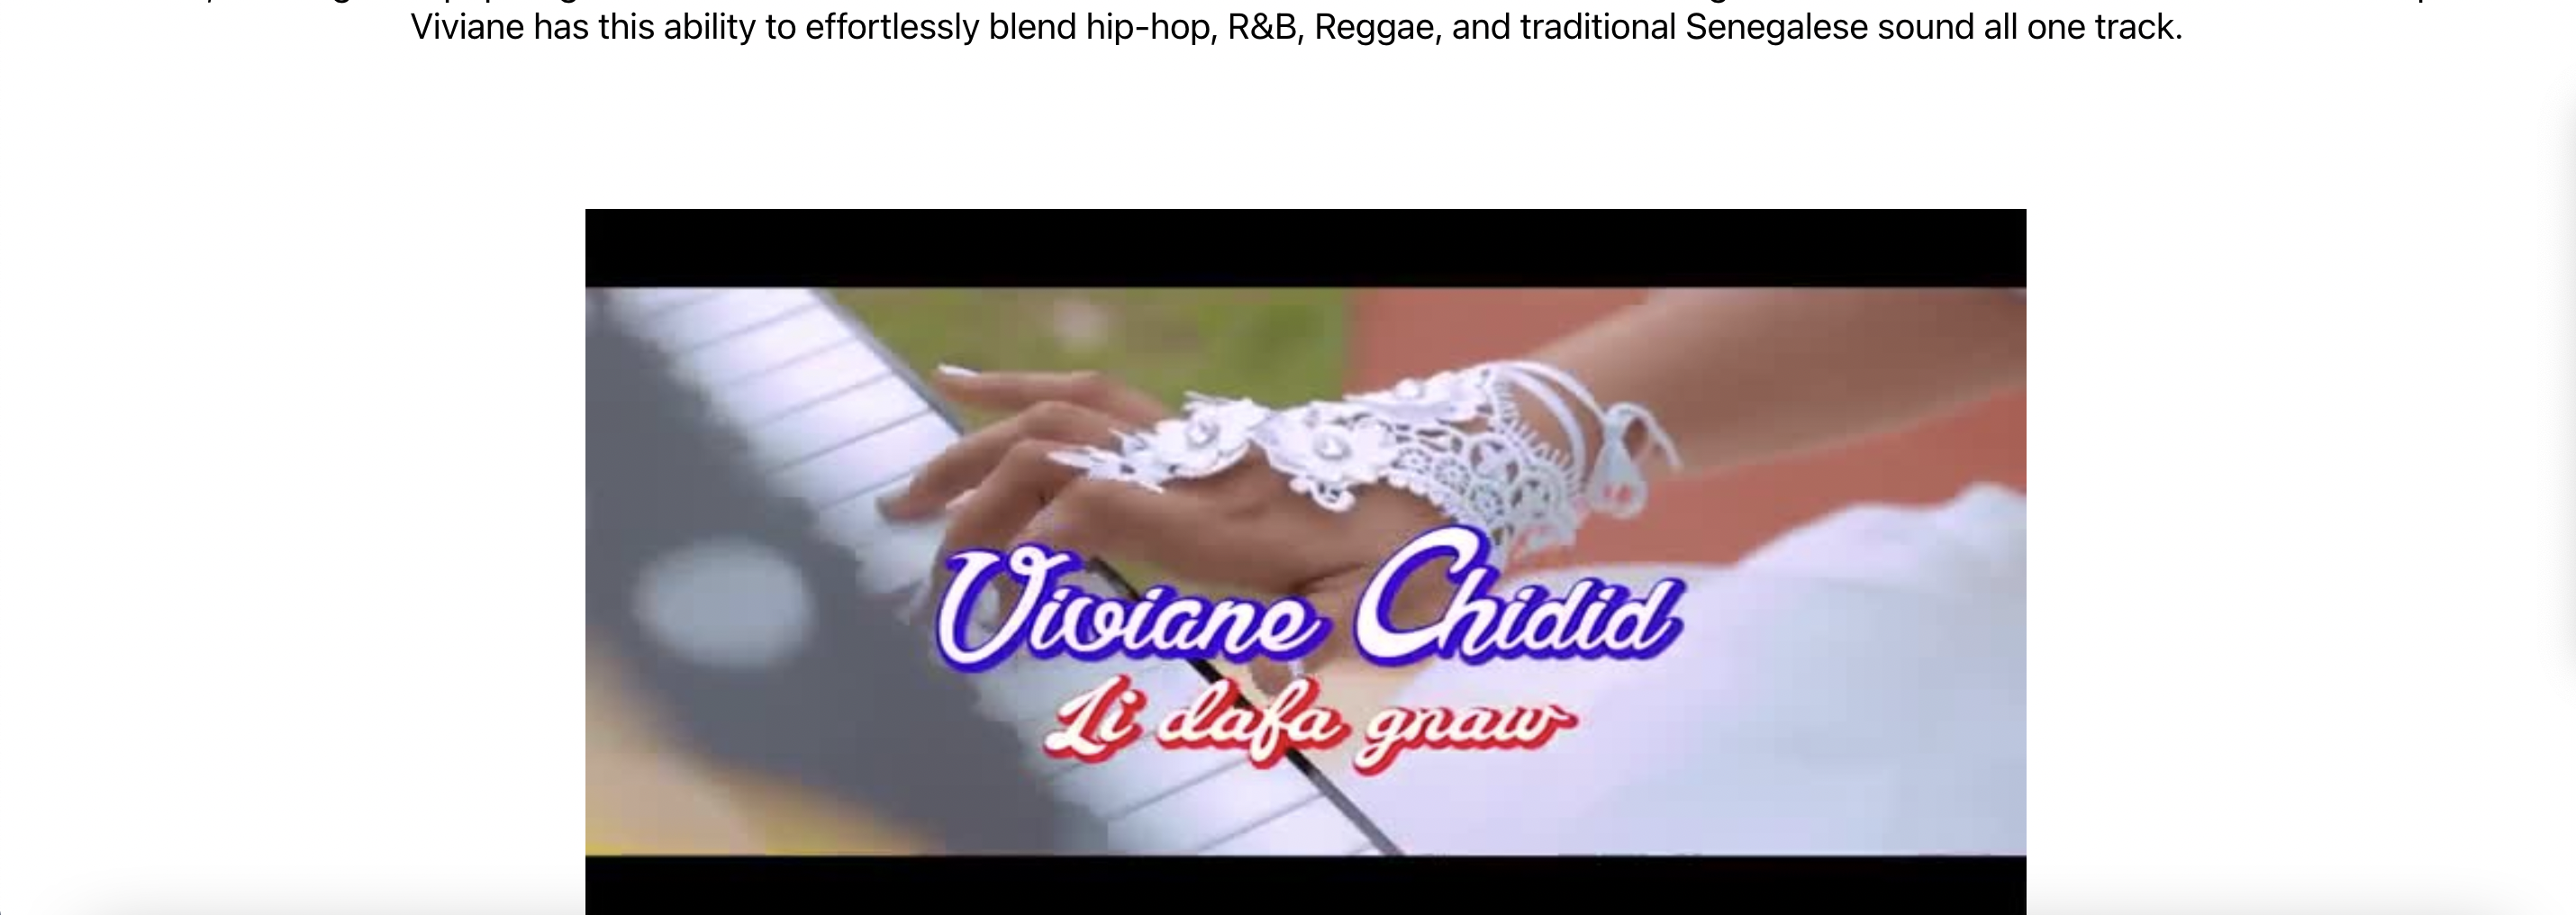 Viviane has this ability to effortlessly blend hip-hop, R&B, Reggae, and traditional Senegalese sound all one track.
Viviane Chidid
Li dafa gnaw